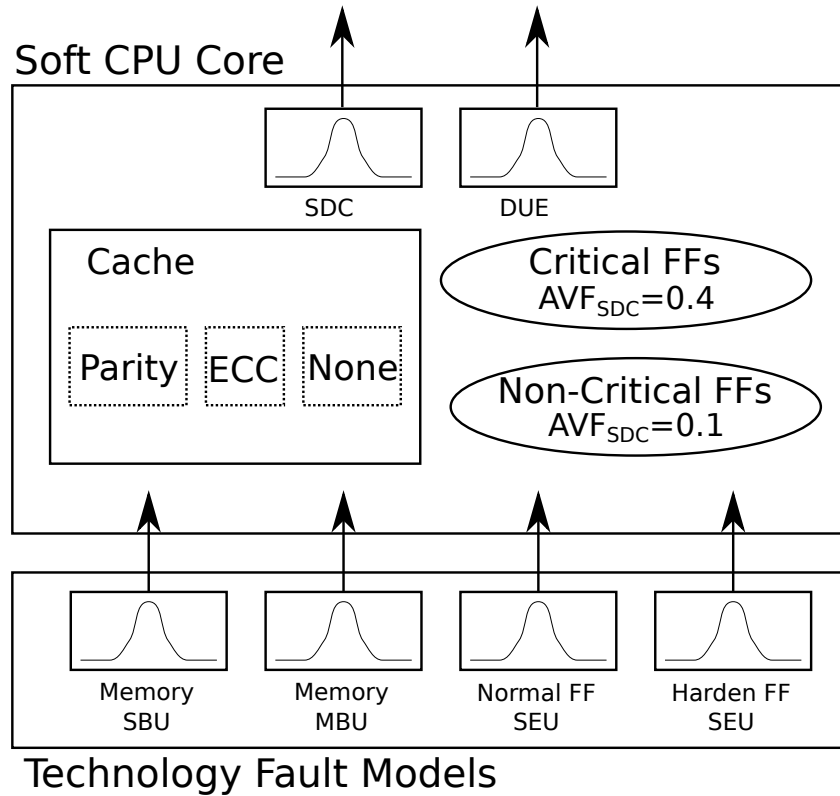 Soft CPU Core
SDC
DUE
Cache
Parity
ECC
None
Critical FFs
AVF_SDC=0.4
Non-Critical FFs
AVF_SDC=0.1
Memory
SBU
Memory
MBU
Normal FF
SEU
Harden FF
SEU
Technology Fault Models